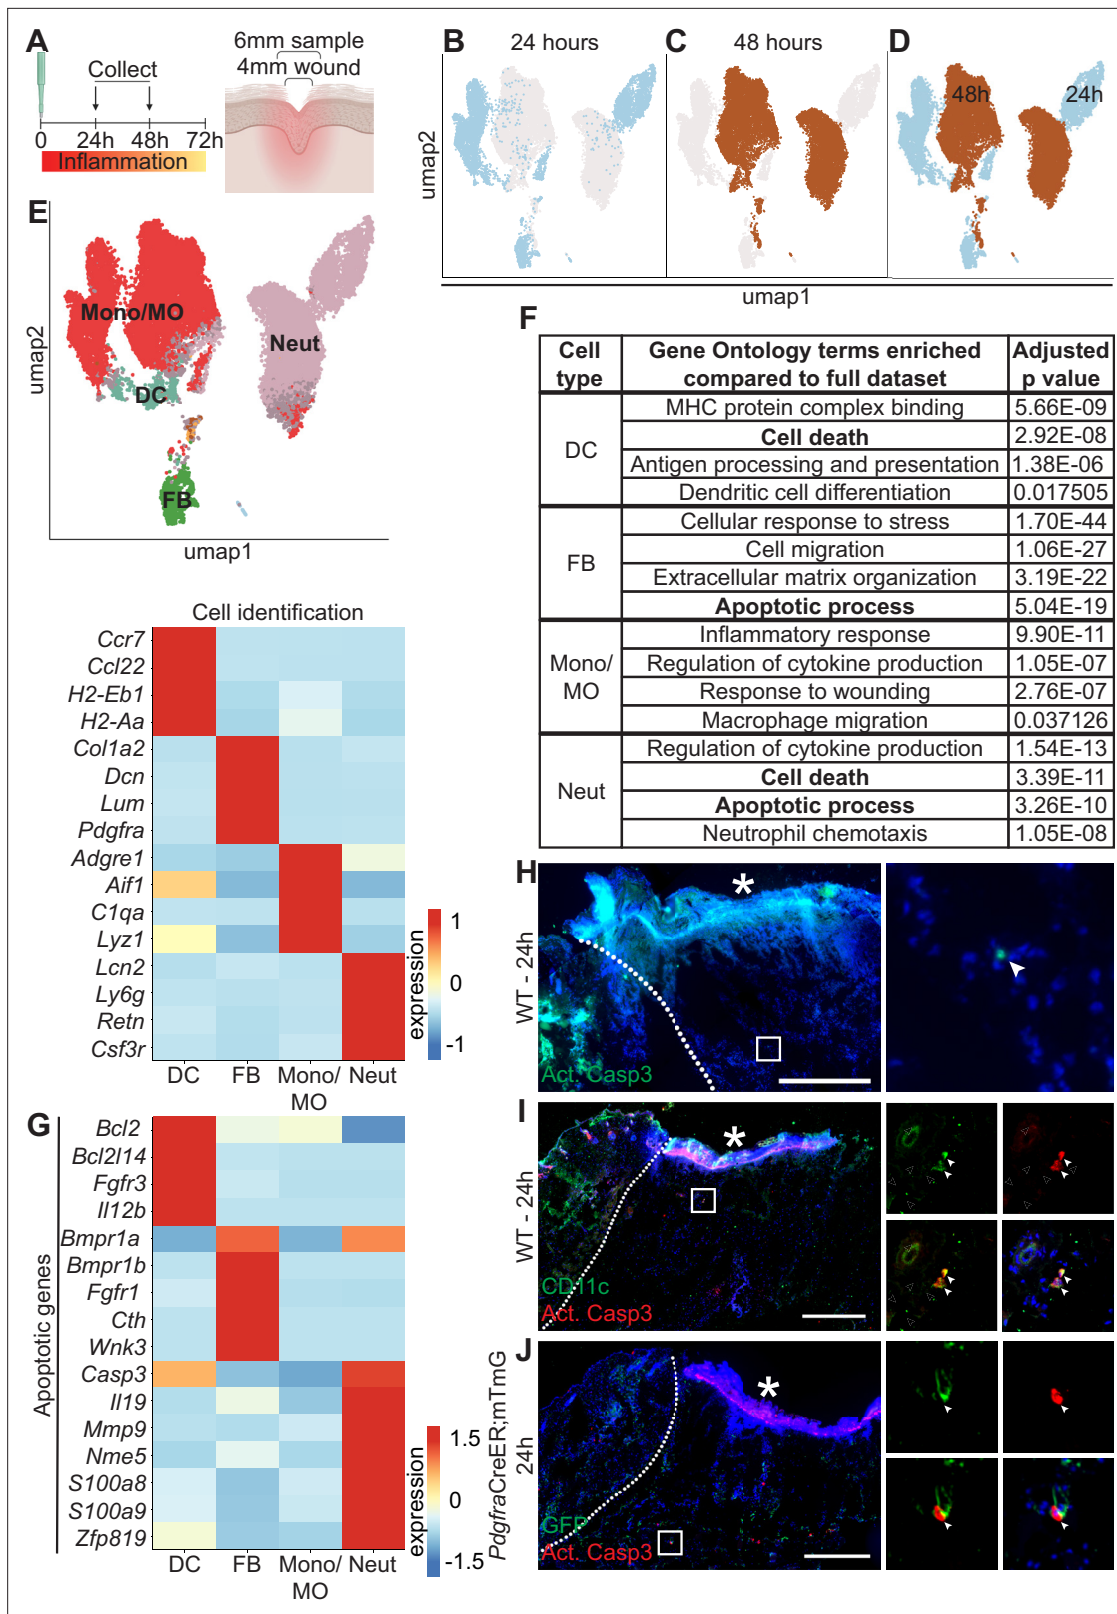 A
6mm sample
4mm wound
Collect
0 24h 48h 72h
Inflammation
B 24 hours
C 48 hours
D
48h 24h
umap2
umap1
E
Mono/MO
Neut
DC
FB
umap2
umap1
F
Cell type Gene Ontology terms enriched compared to full dataset Adjusted p value
DC MHC protein complex binding 5.66E-09
Cell death 2.92E-08
Antigen processing and presentation 1.38E-06
Dendritic cell differentiation 0.017505
FB Cellular response to stress 1.70E-44
Cell migration 1.06E-27
Extracellular matrix organization 3.19E-22
Apoptotic process 5.04E-19
Mono/MO Inflammatory response 9.90E-11
Regulation of cytokine production 1.05E-07
Response to wounding 2.76E-07
Macrophage migration 0.037126
Neut Regulation of cytokine production 1.54E-13
Cell death 3.39E-11
Apoptotic process 3.26E-10
Neutrophil chemotaxis 1.05E-08
Cell identification
Ccr7
Ccl22
H2-Eb1
H2-Aa
Col1a2
Dcn
Lum
Pdgfra
Adgre1
Aif1
C1qa
Lyz1
Lcn2
Ly6g
Retn
Csf3r
DC FB Mono/MO Neut
expression
1
0
-1
G
Apoptotic genes
Bcl2
Bcl2l14
Fgfr3
Il12b
Bmpr1a
Bmpr1b
Fgfr1
Cth
Wnk3
Casp3
Il19
Mmp9
Nme5
S100a8
S100a9
Zfp819
DC FB Mono/MO Neut
expression
1.5
0
-1.5
H
WT - 24h
*
Act. Casp3
I
WT - 24h
*
CD11c
Act. Casp3
J
PdgfraCreER;mTmG
24h
*
GFP
Act. Casp3